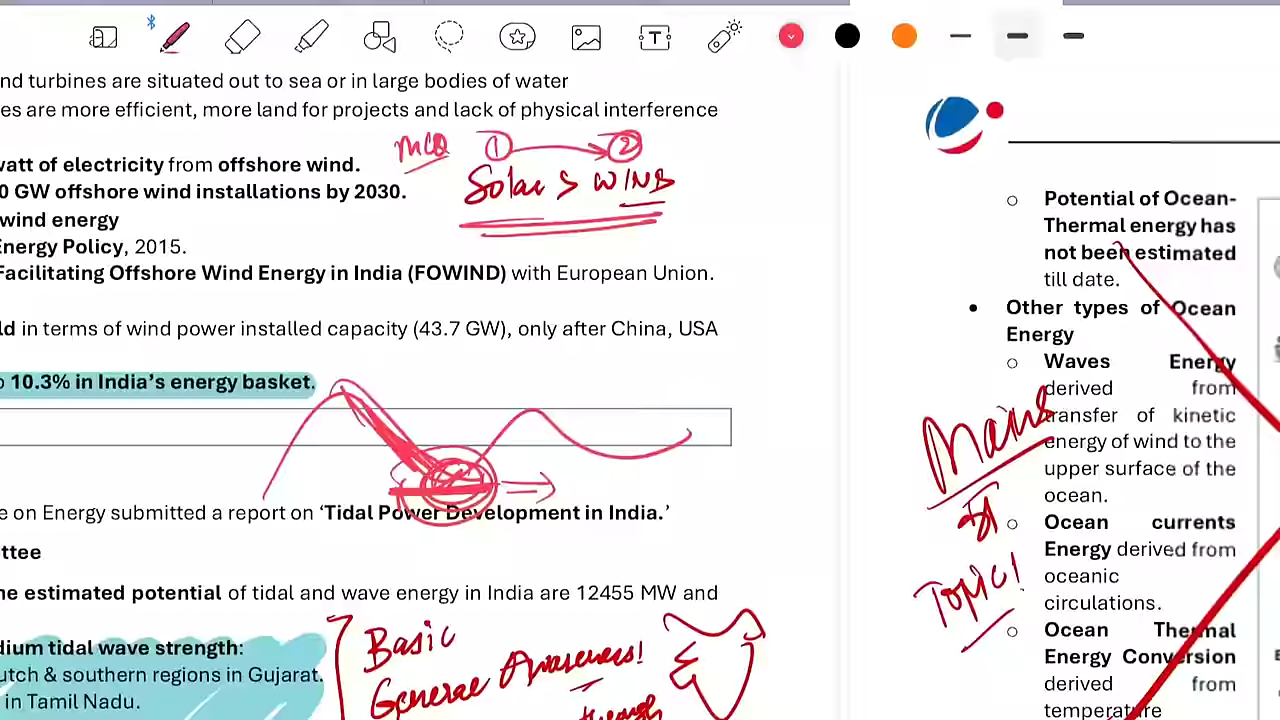 nd turbines are situated out to sea or in large bodies of water
es are more efficient, more land for projects and lack of physical interference
MCQ 1 2
watt of electricity from offshore wind.
Solar > WIND
0 GW offshore wind installations by 2030.
wind energy
Energy Policy, 2015.
Facilitating Offshore Wind Energy in India (FOWIND) with European Union.
ld in terms of wind power installed capacity (43.7 GW), only after China, USA
o 10.3% in India's energy basket.
e on Energy submitted a report on 'Tidal Power Development in India.'
ttee
he estimated potential of tidal and wave energy in India are 12455 MW and
dium tidal wave strength:
utch & southern regions in Gujarat.
in Tamil Nadu.
Basic
General Awareness!
through
Potential of Ocean-
Thermal energy has
not been estimated
till date.
Other types of Ocean
Energy
Waves Energy
derived from
transfer of kinetic
energy of wind to the
upper surface of the
ocean.
Ocean currents
Energy derived from
oceanic
circulations.
Ocean Thermal
Energy Conversion
derived from
temperature
Mains
का
Topic!